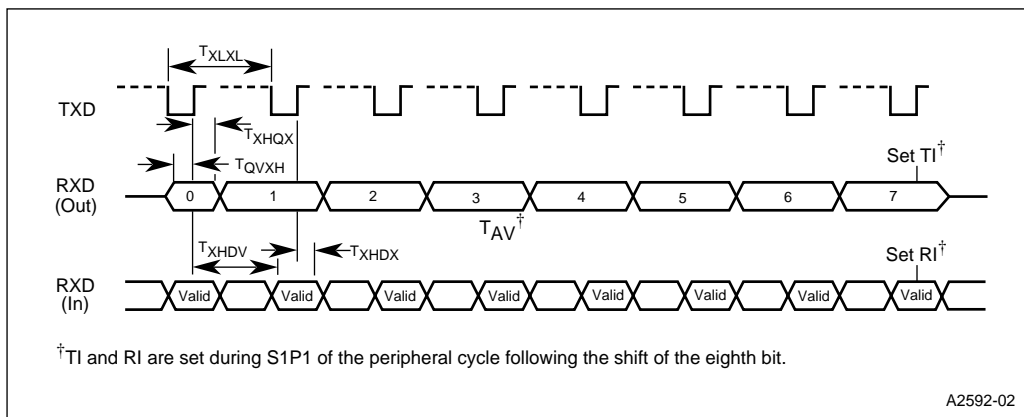 TXLXL
TXD
TXHQX
TQVXH
Set TI†
RXD
(Out)
0 1 2 3 4 5 6 7
TAV†
TXHDV
TXHDX
Set RI†
RXD
(In)
Valid Valid Valid Valid Valid Valid Valid Valid
†TI and RI are set during S1P1 of the peripheral cycle following the shift of the eighth bit.
A2592-02